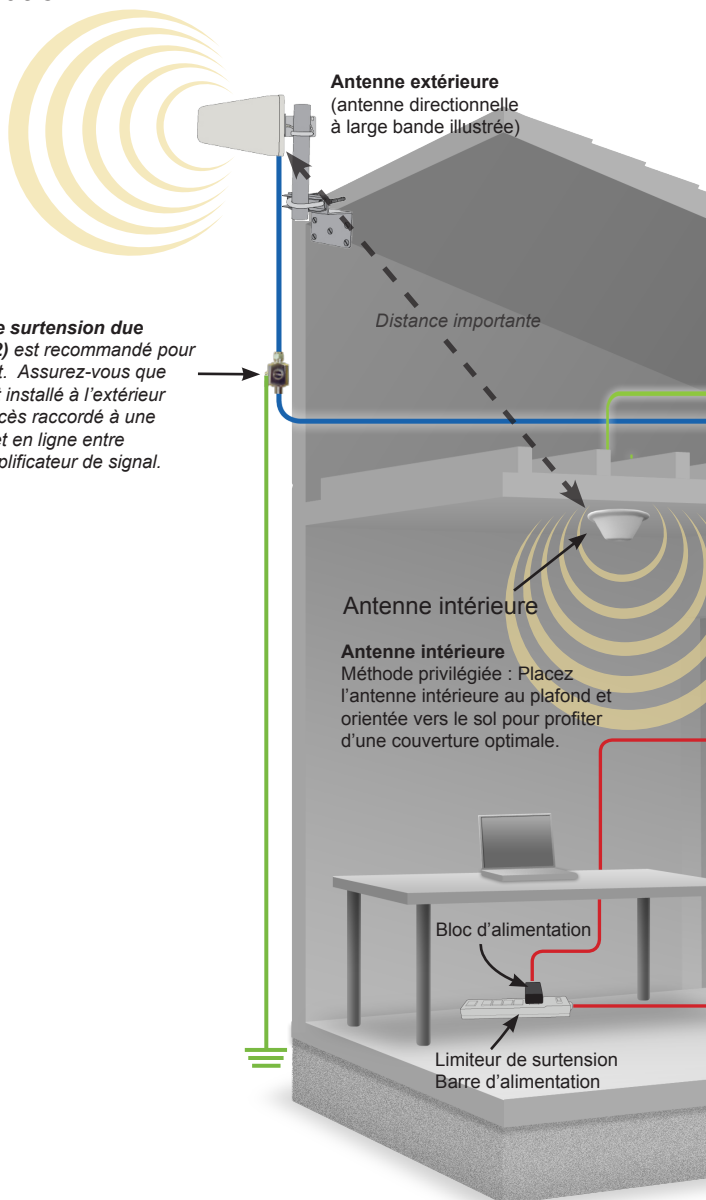 Antenne extérieure
(antenne directionnelle
à large bande illustrée)
Distance importante
surtension due
2) est recommandé pour
Assurez-vous que
installé à l'extérieur
raccordé à une
et en ligne entre
plificateur de signal.
Antenne intérieure
Antenne intérieure
Méthode privilégiée : Placez
l'antenne intérieure au plafond et
orientée vers le sol pour profiter
d'une couverture optimale.
Bloc d'alimentation
Limiteur de surtension
Barre d'alimentation